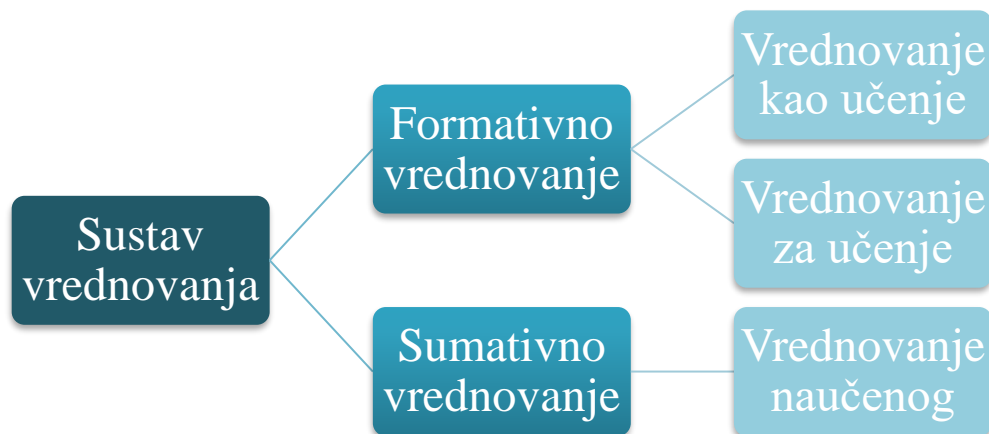 Sustav
vrednovanja
Formativno
vrednovanje
Vrednovanje
kao učenje
Vrednovanje
za učenje
Sumativno
vrednovanje
Vrednovanje
naučenog